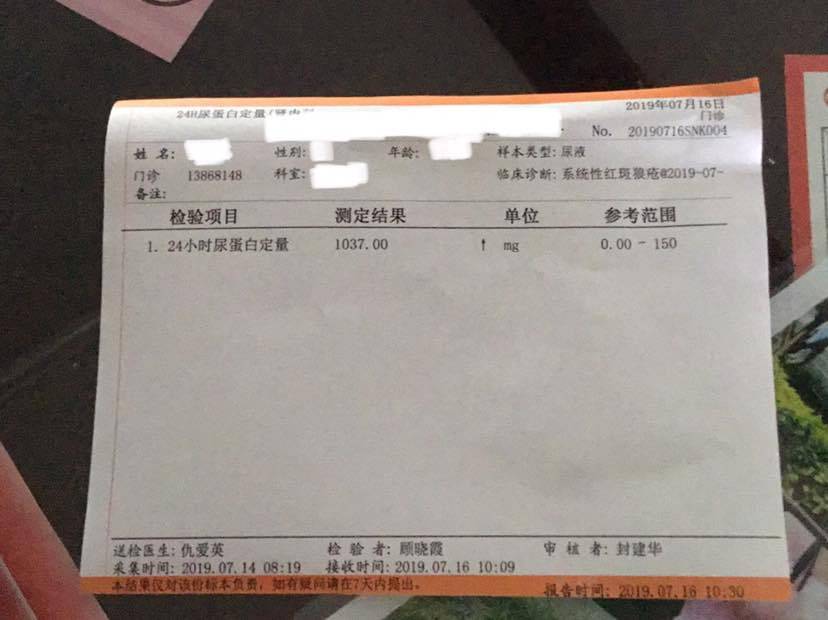 24H尿蛋白定量/肾内
2019年07月16日
门诊
No. 20190716SNK004
姓 名: 性别: 年龄: 样本类型: 尿液
门诊 13868148 科室: 临床诊断: 系统性红斑狼疮@2019-07-
备注:
检验项目 测定结果 单位 参考范围
1. 24小时尿蛋白定量 1037.00 ↑ mg 0.00 - 150
送检医生: 仇爱英 检 验 者: 顾晓霞 审 核 者: 封建华
采集时间: 2019.07.14 08:19 接收时间: 2019.07.16 10:09
本结果仅对该份标本负责, 如有疑问请在7天内提出。 报告时间: 2019.07.16 10:30